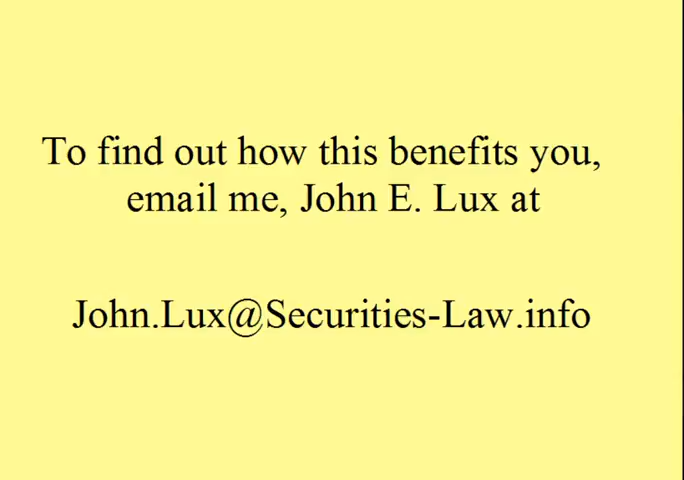 To find out how this benefits you,
email me, John E. Lux at
John.Lux@Securities-Law.info